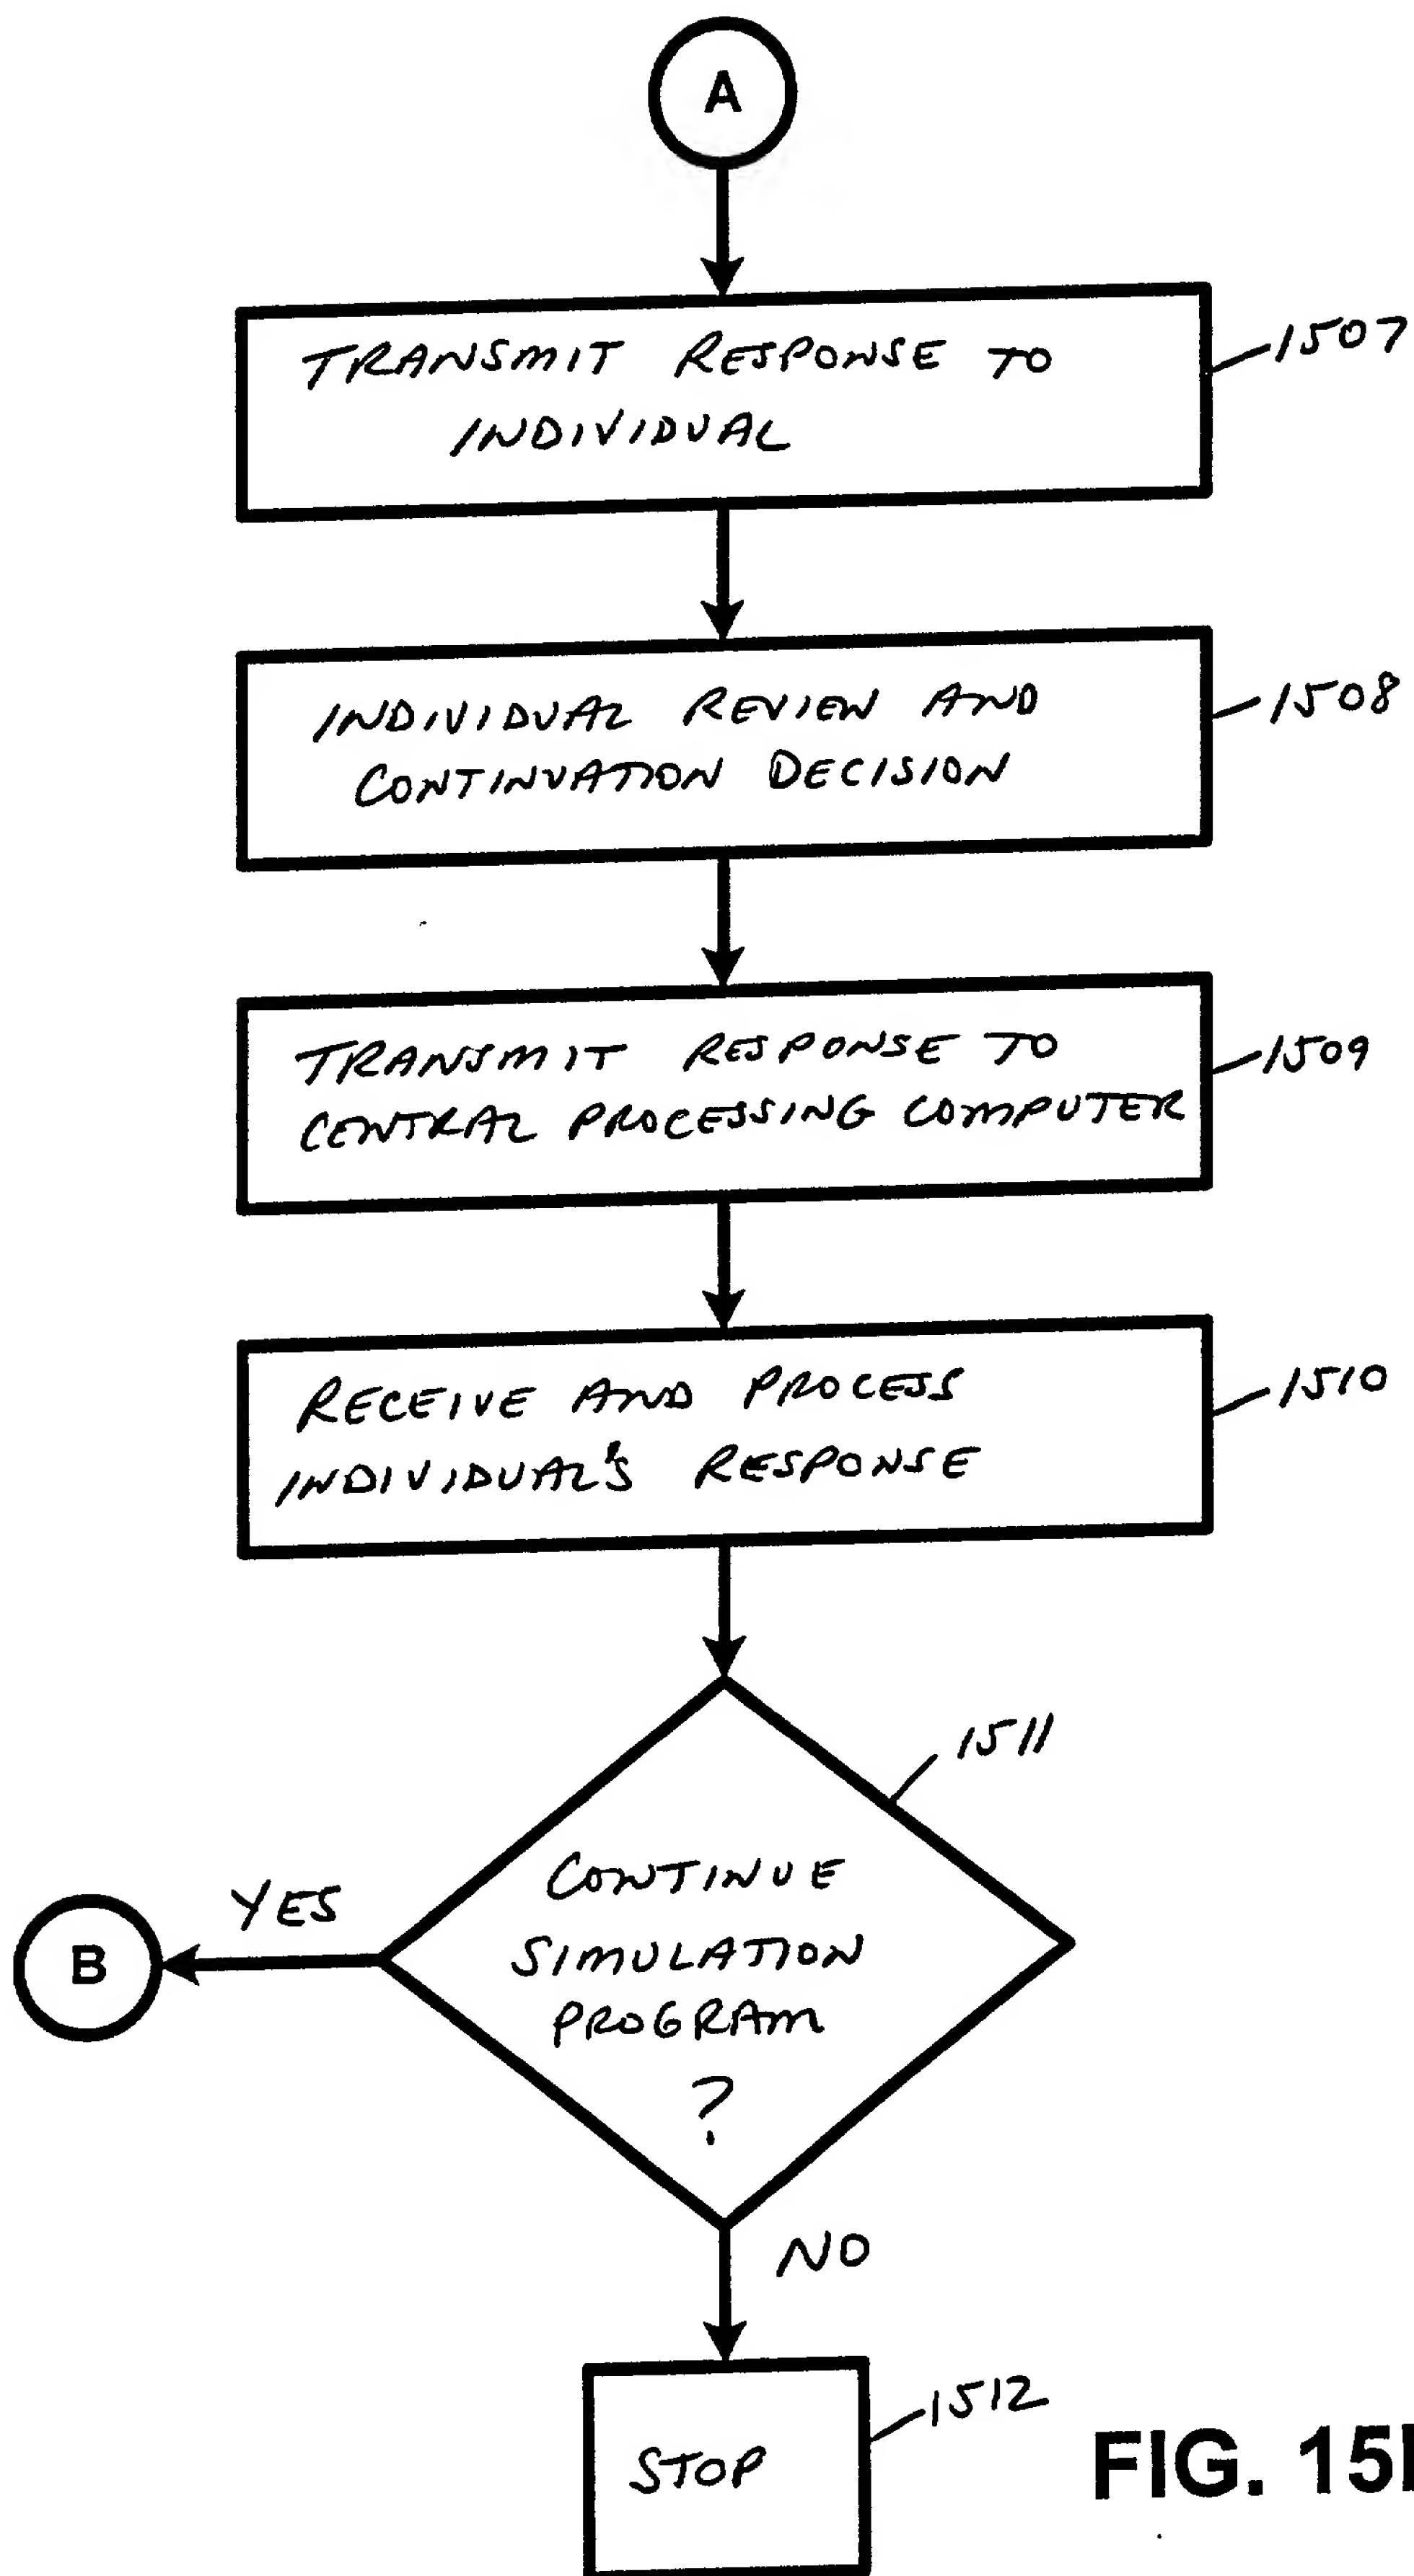 A
TRANSMIT RESPONSE TO
INDIVIDUAL
1507
INDIVIDUAL REVIEW AND
CONTINUATION DECISION
1508
TRANSMIT RESPONSE TO
CENTRAL PROCESSING COMPUTER
1509
RECEIVE AND PROCESS
INDIVIDUAL'S RESPONSE
1510
1511
CONTINUE
SIMULATION
PROGRAM
?
YES
B
NO
STOP
1512
FIG.